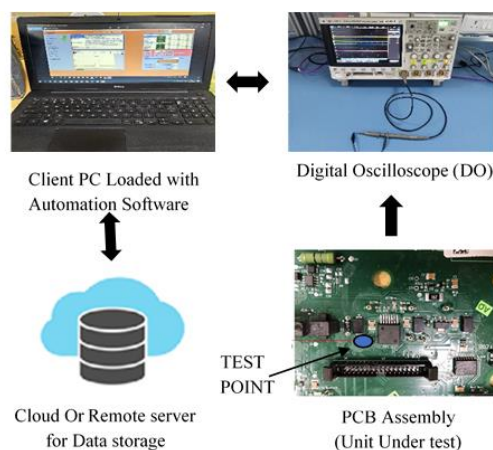 Client PC Loaded with
Automation Software
Digital Oscilloscope (DO)
TEST
POINT
Cloud Or Remote server
for Data storage
PCB Assembly
(Unit Under test)